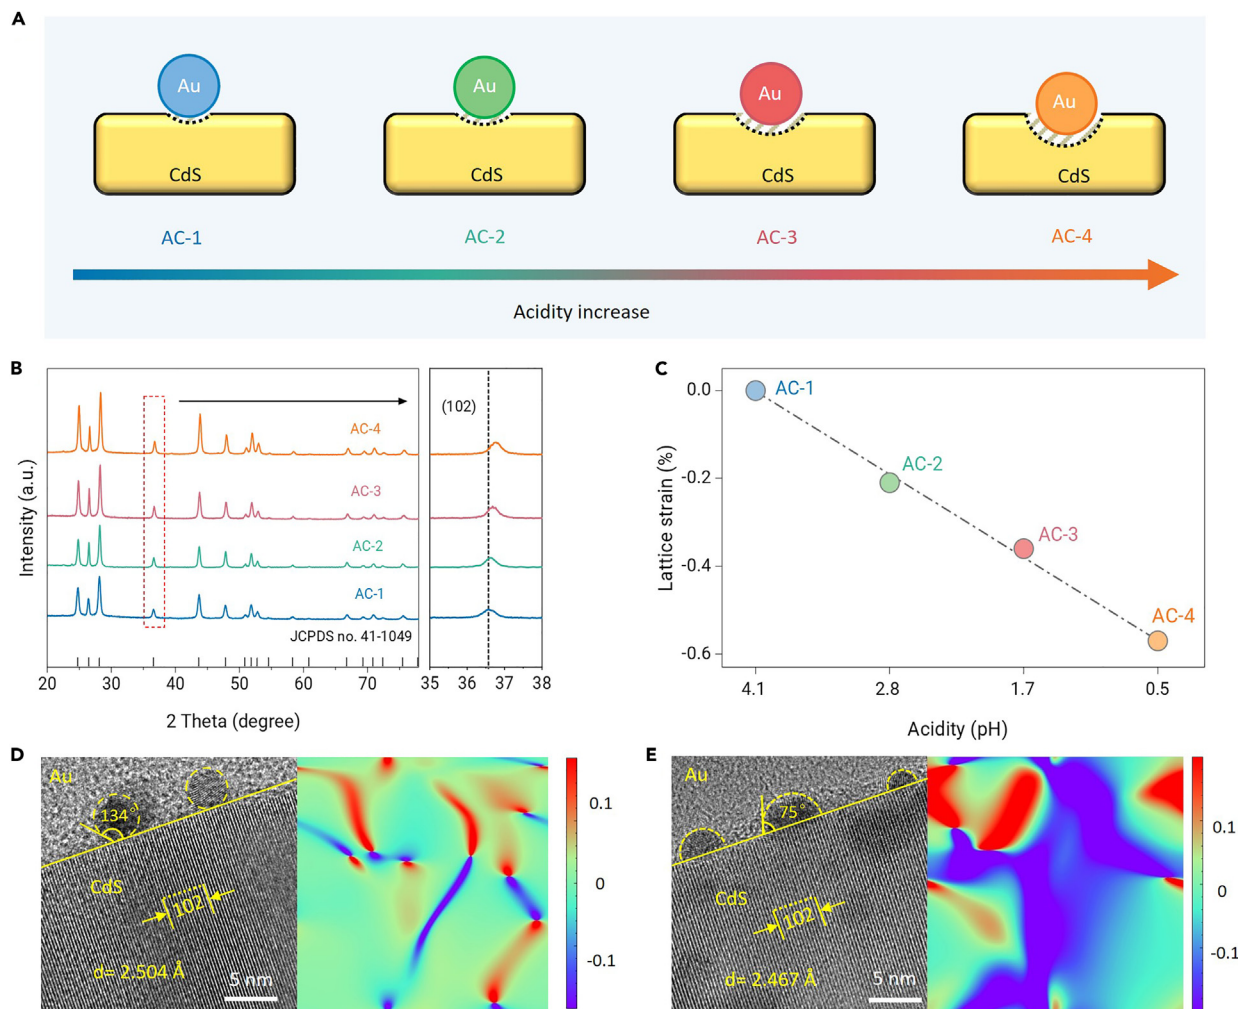 A
Au
Au
Au
Au
CdS
CdS
CdS
CdS
AC-1
AC-2
AC-3
AC-4
Acidity increase
B
Intensity (a.u.)
AC-4
AC-3
AC-2
AC-1
JCPDS no. 41-1049
(102)
20 30 40 50 60 70
35 36 37 38
2 Theta (degree)
C
Lattice strain (%)
0.0
-0.2
-0.4
-0.6
AC-1
AC-2
AC-3
AC-4
4.1 2.8 1.7 0.5
Acidity (pH)
D
Au
134°
CdS
102
d= 2.504 Å
5 nm
0.1
0
-0.1
E
Au
75°
CdS
102
d= 2.467 Å
5 nm
0.1
0
-0.1